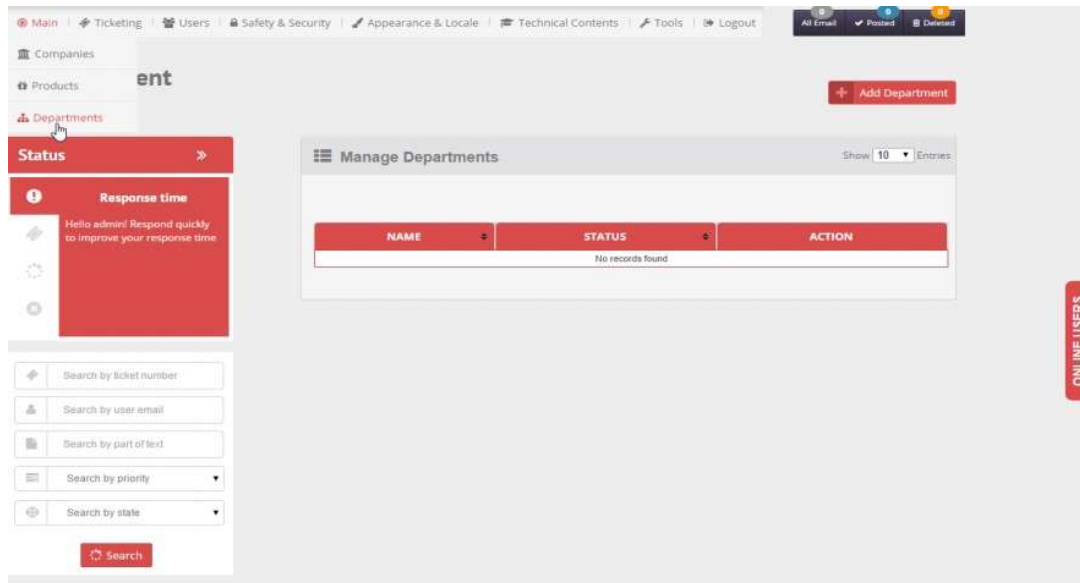 Main Ticketing Users Safety & Security Appearance & Locale Technical Contents Tools Logout
0 0 0
All Email Posted Deleted
Companies
Products
ent
Departments
Add Department
Status
Manage Departments
Show 10 Entries
Response time
Hello admin! Respond quickly
to improve your response time
NAME STATUS ACTION
No records found
ONLINE USERS
Search by ticket number
Search by user email
Search by part of text
Search by priority
Search by state
Search